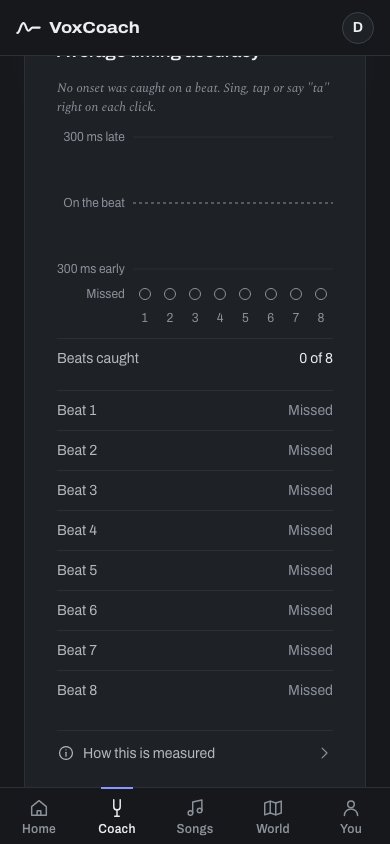 VoxCoach
D
Average timing accuracy
No onset was caught on a beat. Sing, tap or say "ta"
right on each click.
300 ms late
On the beat
300 ms early
Missed
1 2 3 4 5 6 7 8
Beats caught 0 of 8
Beat 1 Missed
Beat 2 Missed
Beat 3 Missed
Beat 4 Missed
Beat 5 Missed
Beat 6 Missed
Beat 7 Missed
Beat 8 Missed
How this is measured
Home Coach Songs World You